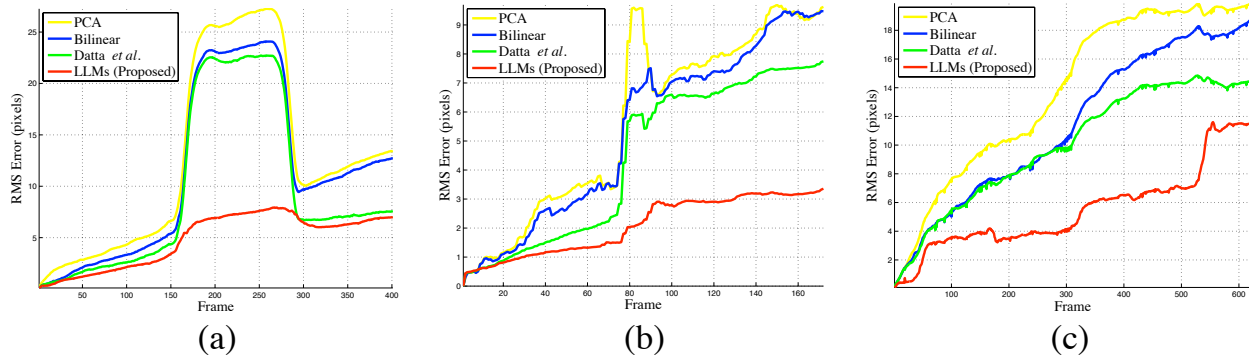 PCA
Bilinear
Datta et al.
LLMs (Proposed)
RMS Error (pixels)
25
20
15
10
5
50 100 150 200 250 300 350 400
Frame
(a)
PCA
Bilinear
Datta et al.
LLMs (Proposed)
RMS Error (pixels)
9
8
7
6
5
4
3
2
1
0
20 40 60 80 100 120 140 160
Frame
(b)
PCA
Bilinear
Datta et al.
LLMs (Proposed)
RMS Error (pixels)
18
16
14
12
10
8
6
4
2
100 200 300 400 500 600
Frame
(c)